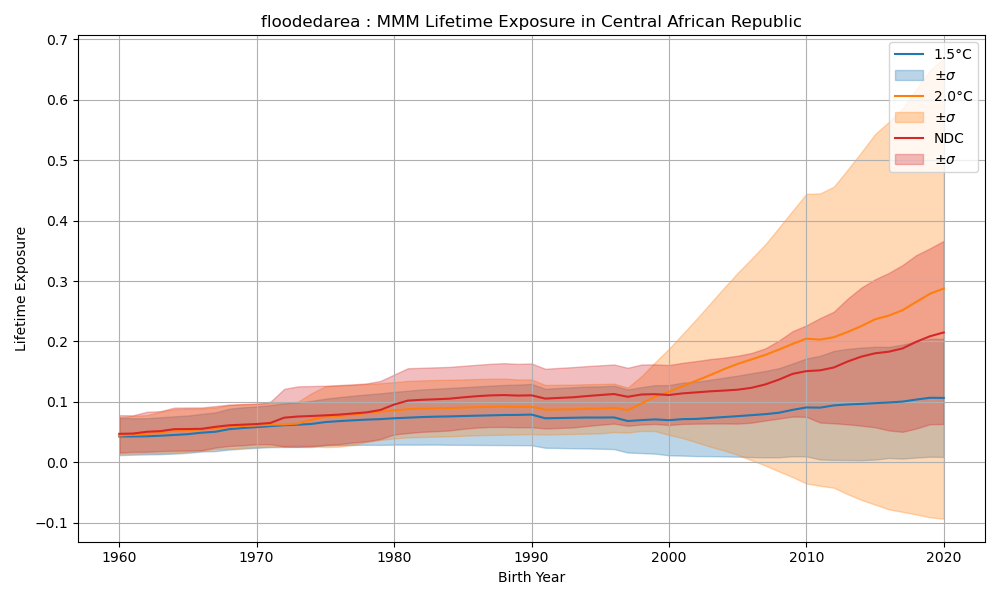 floodedarea : MMM Lifetime Exposure in Central African Republic
0.7
0.6
0.5
0.4
0.3
0.2
0.1
0.0
−0.1
Lifetime Exposure
1.5°C
±σ
2.0°C
±σ
NDC
±σ
1960 1970 1980 1990 2000 2010 2020
Birth Year